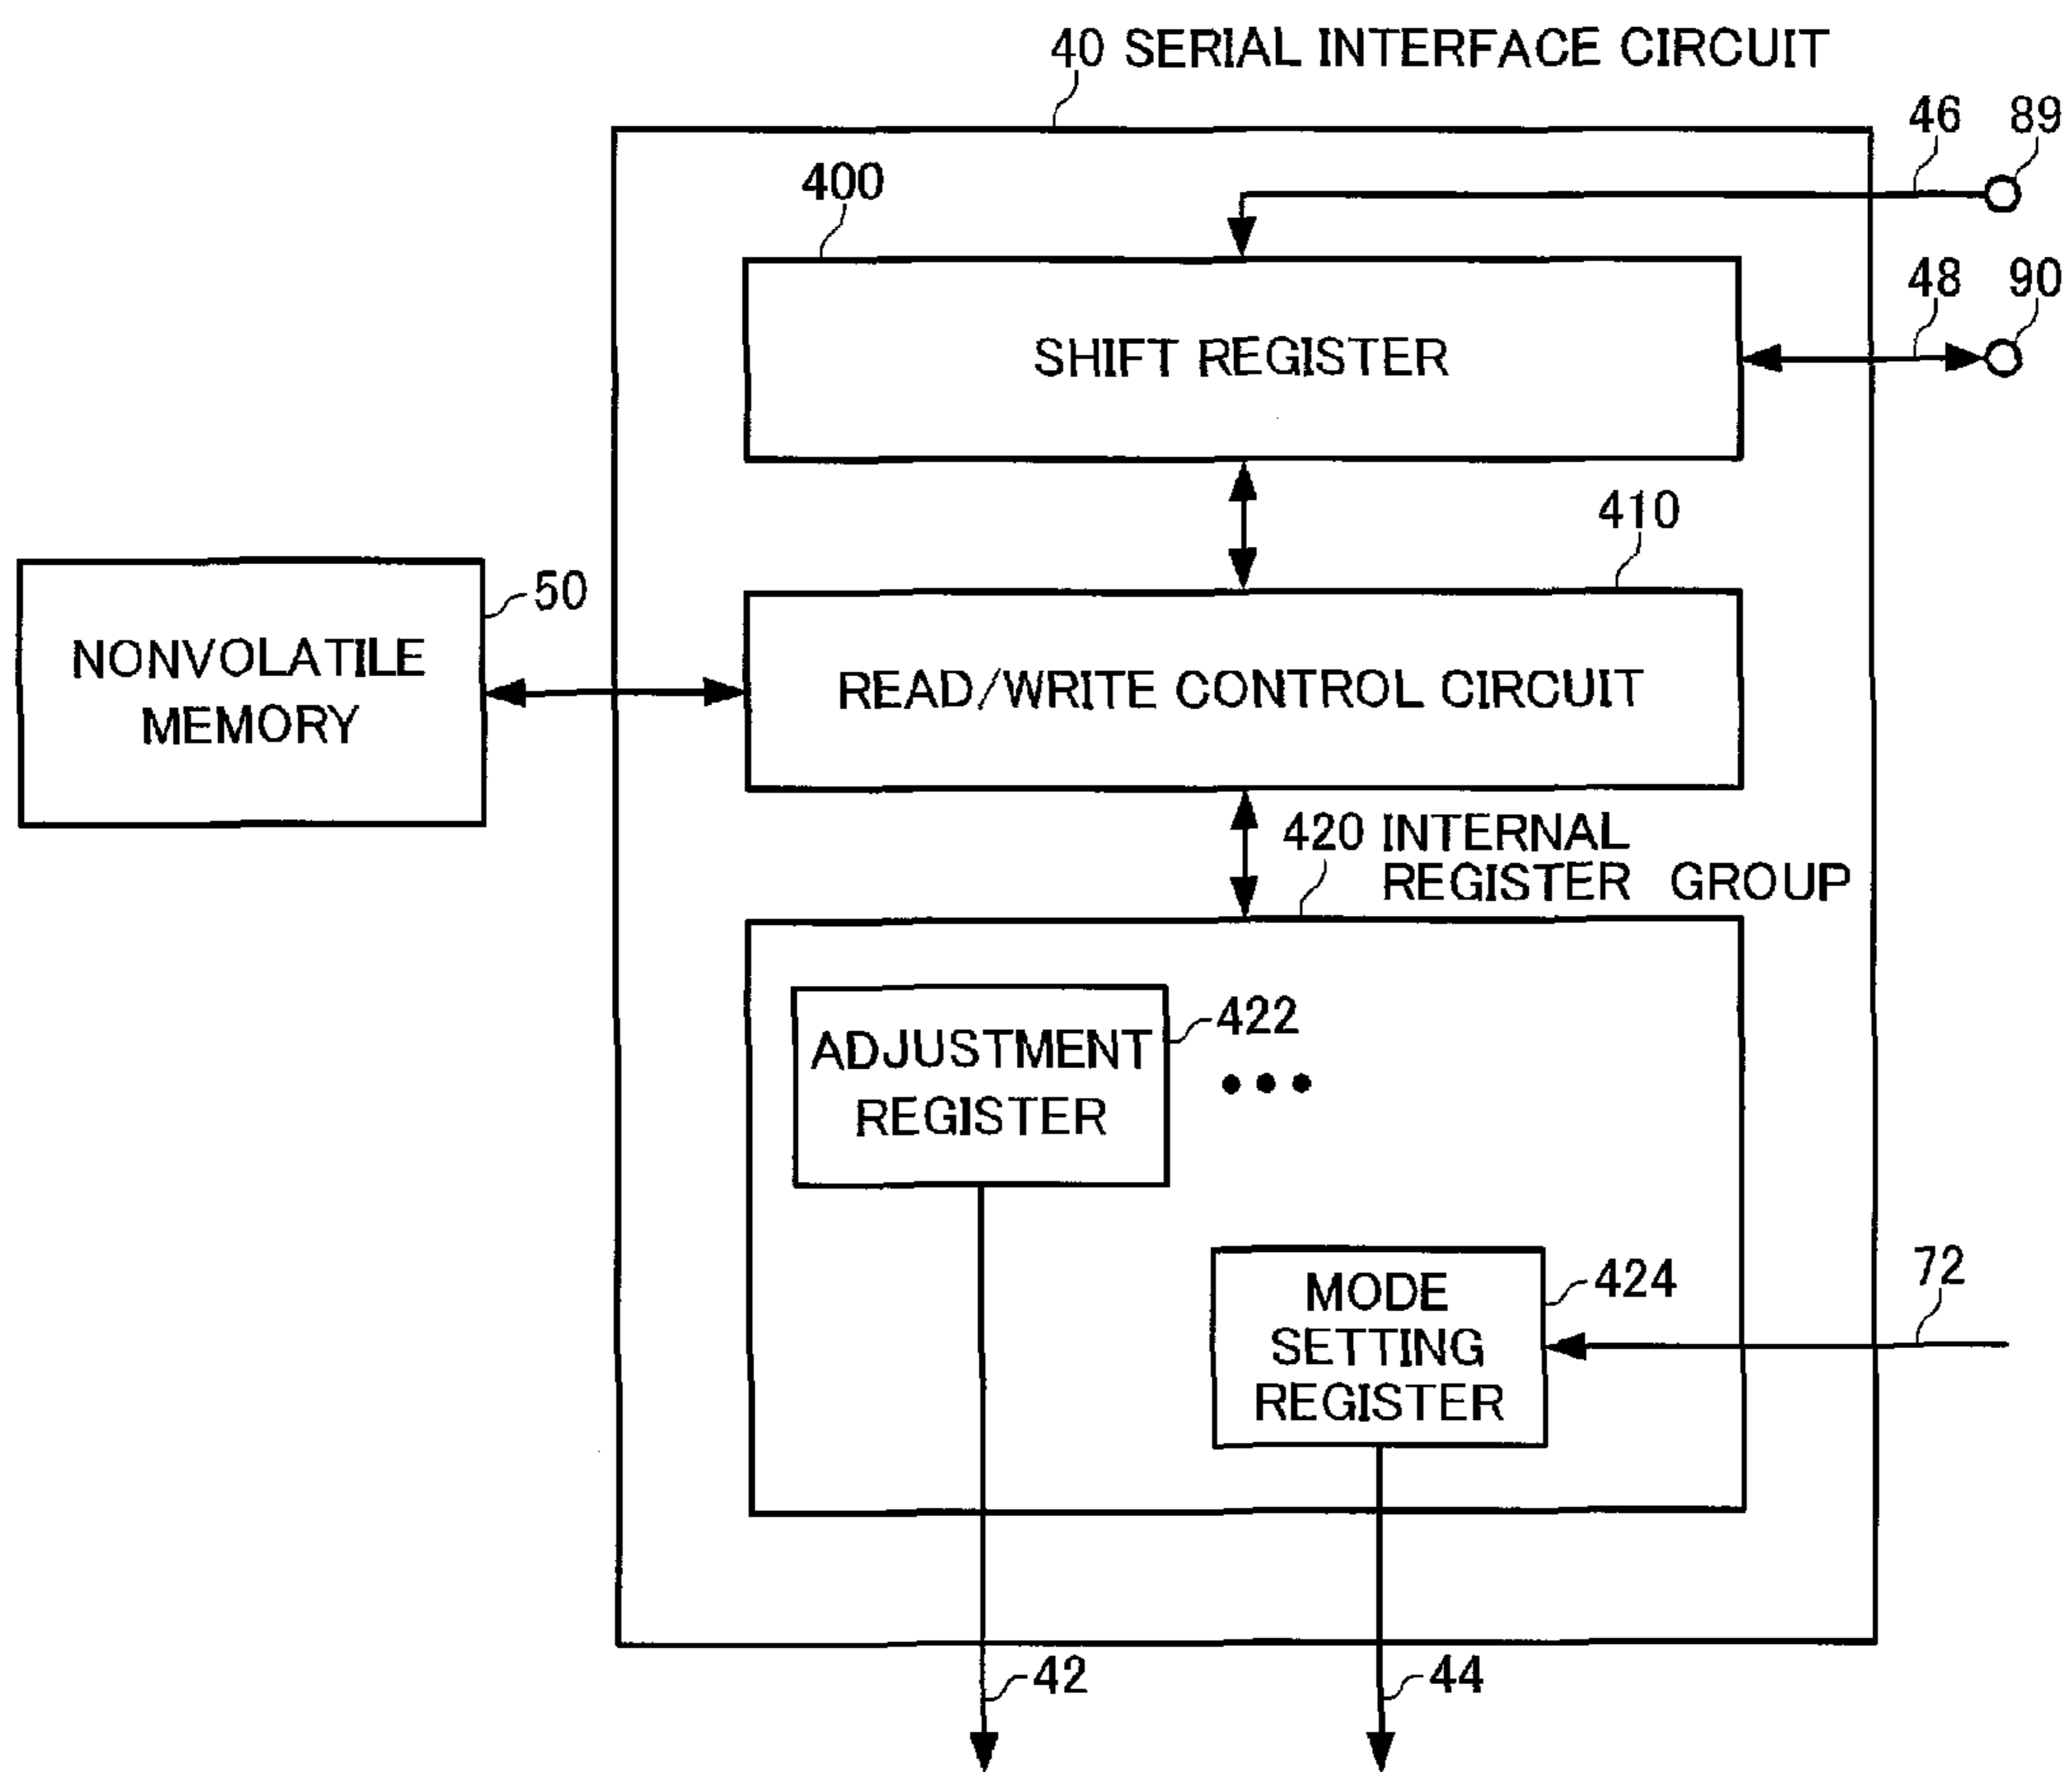 40 SERIAL INTERFACE CIRCUIT
46
89
400
48
90
SHIFT REGISTER
410
50
NONVOLATILE
MEMORY
READ/WRITE CONTROL CIRCUIT
420 INTERNAL
REGISTER GROUP
422
ADJUSTMENT
REGISTER
72
424
MODE
SETTING
REGISTER
42
44